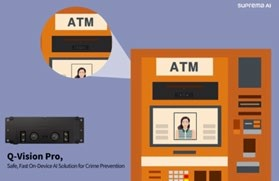 SUPREMA AI
ATM
ATM
Q-Vision Pro,
Safe, Fast On-Device AI Solution for Crime Prevention